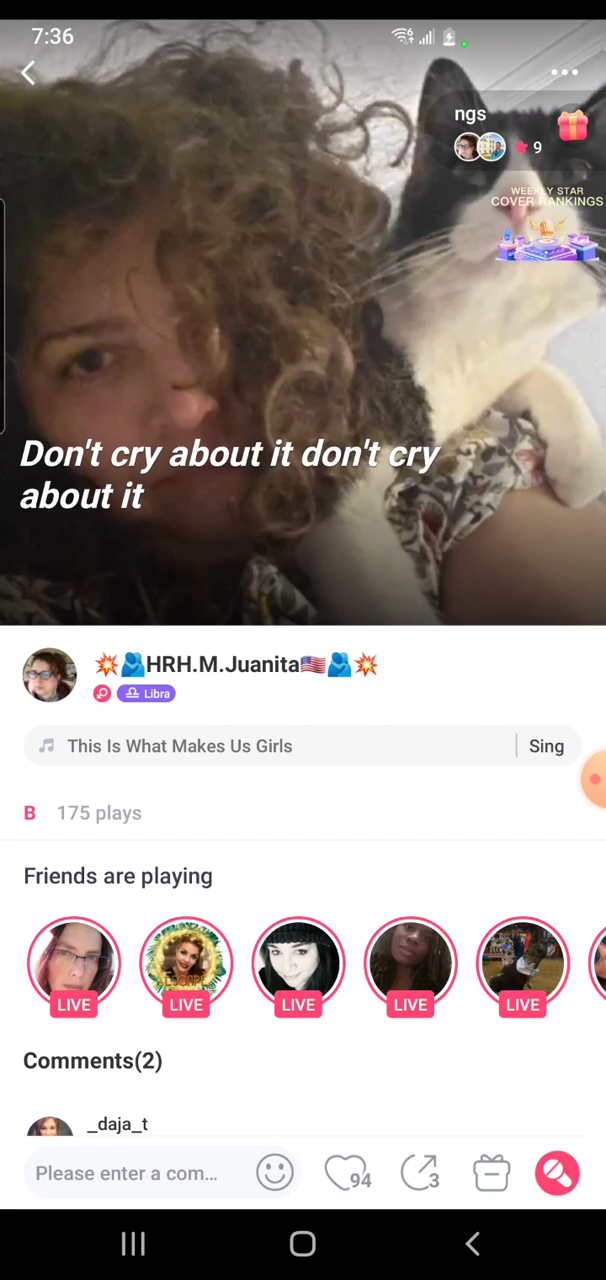 7:36
ngs
9
WEEKLY STAR
COVER RANKINGS
Don't cry about it don't cry
about it
💥🫂HRH.M.Juanita🇺🇸🫂💥
♎ Libra
This Is What Makes Us Girls
Sing
B 175 plays
Friends are playing
LIVE LIVE LIVE LIVE LIVE
Comments(2)
_daja_t
Please enter a com...
94
3